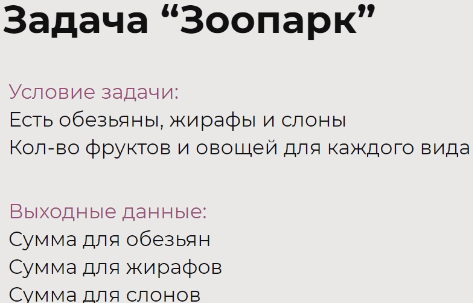 Задача “Зоопарк”
Условие задачи:
Есть обезьяны, жирафы и слоны
Кол-во фруктов и овощей для каждого вида
Выходные данные:
Сумма для обезьян
Сумма для жирафов
Сумма для слонов